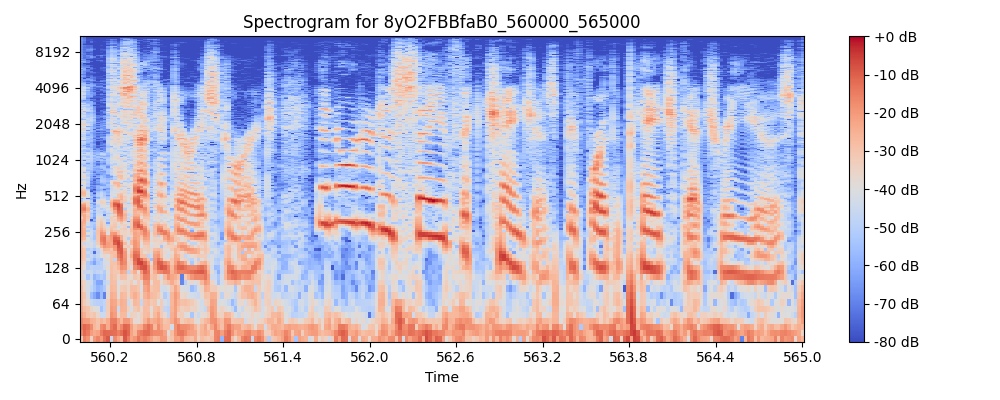 Spectrogram for 8yO2FBBfaB0_560000_565000
8192
4096
2048
1024
512
256
128
64
0
Hz
560.2 560.8 561.4 562.0 562.6 563.2 563.8 564.4 565.0
Time
+0 dB
-10 dB
-20 dB
-30 dB
-40 dB
-50 dB
-60 dB
-70 dB
-80 dB